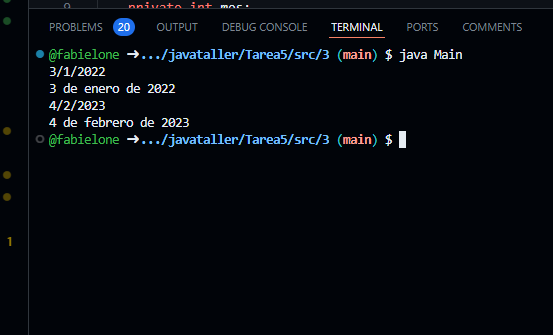 9 private int mes;
PROBLEMS 20 OUTPUT DEBUG CONSOLE TERMINAL PORTS COMMENTS
@fabielone ➜.../javataller/Tarea5/src/3 (main) $ java Main
3/1/2022
3 de enero de 2022
4/2/2023
4 de febrero de 2023
@fabielone ➜.../javataller/Tarea5/src/3 (main) $
1